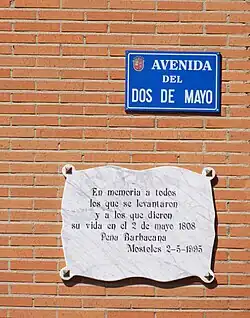 AVENIDA
DEL
DOS DE MAYO
En memoria a todos
los que se levantaron
y a los que dieron
su vida en el 2 de mayo 1808
Peña Barbacana
Mostoles 2-5-1995